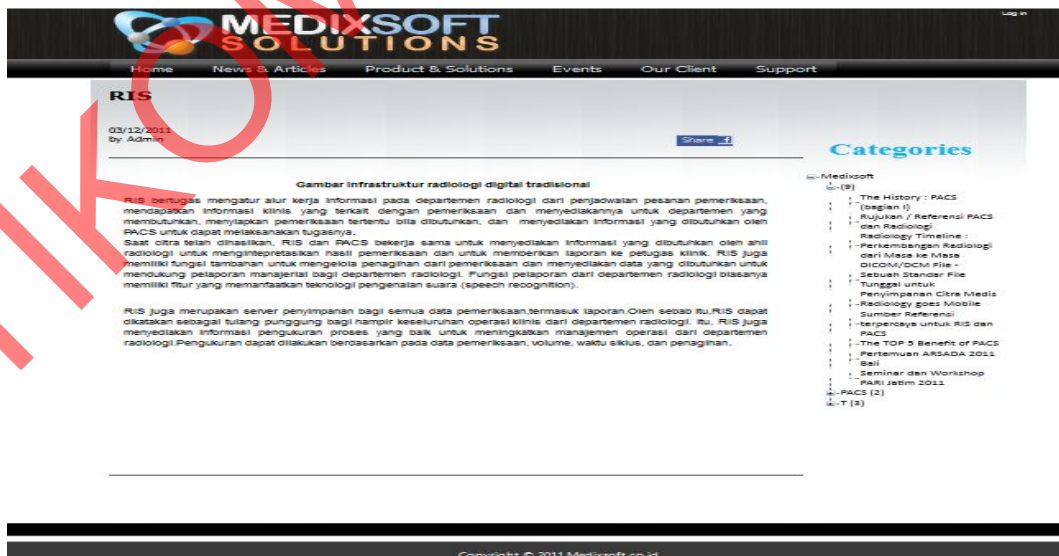 Log in
MEDIXSOFT
SOLUTIONS
Home News & Articles Product & Solutions Events Our Client Support
RIS
03/12/2011
by Admin
Share f
Gambar infrastruktur radiologi digital tradisional
RIS bertugas mengatur alur kerja informasi pada departemen radiologi dari penjadwalan pesanan pemeriksaan,
mendapatkan informasi klinis yang terkait dengan pemeriksaan dan menyediakannya untuk departemen yang
membutuhkan, menyiapkan pemeriksaan tertentu bila dibutuhkan, dan menyediakan informasi yang dibutuhkan oleh
PACS untuk dapat melaksanakan tugasnya.
Saat citra telah dihasilkan, RIS dan PACS bekerja sama untuk menyediakan informasi yang dibutuhkan oleh ahli
radiologi untuk menginterpretasikan hasil pemeriksaan dan untuk memberikan laporan ke petugas klinik. RIS juga
memiliki fungsi tambahan untuk mengelola penagihan dari pemeriksaan dan menyediakan data yang dibutuhkan untuk
mendukung pelaporan manajerial bagi departemen radiologi. Fungsi pelaporan dari departemen radiologi biasanya
memiliki fitur yang memanfaatkan teknologi pengenalan suara (speech recognition).
RIS juga merupakan server penyimpanan bagi semua data pemeriksaan,termasuk laporan.Oleh sebab itu,RIS dapat
dikatakan sebagai tulang punggung bagi hampir keseluruhan operasi klinis dari departemen radiologi. Itu, RIS juga
menyediakan informasi pengukuran proses yang baik untuk meningkatkan manajemen operasi dari departemen
radiologi.Pengukuran dapat dilakukan berdasarkan pada data pemeriksaan, volume, waktu siklus, dan penagihan.
Categories
Medixsoft
(9)
The History : PACS
(bagian I)
Rujukan / Referensi PACS
dan Radiologi
Radiology Timeline :
Perkembangan Radiologi
dari Masa ke Masa
DICOM/DCM File -
Sebuah Standar File
Tunggal untuk
Penyimpanan Citra Medis
Radiology goes Mobile
Sumber Referensi
terpercaya untuk RIS dan
PACS
The TOP 5 Benefit of PACS
Pertemuan ARSADA 2011
Bali
Seminar dan Workshop
PARI Jatim 2011
PACS (2)
T (3)
Copyright © 2011 Medixsoft.co.id